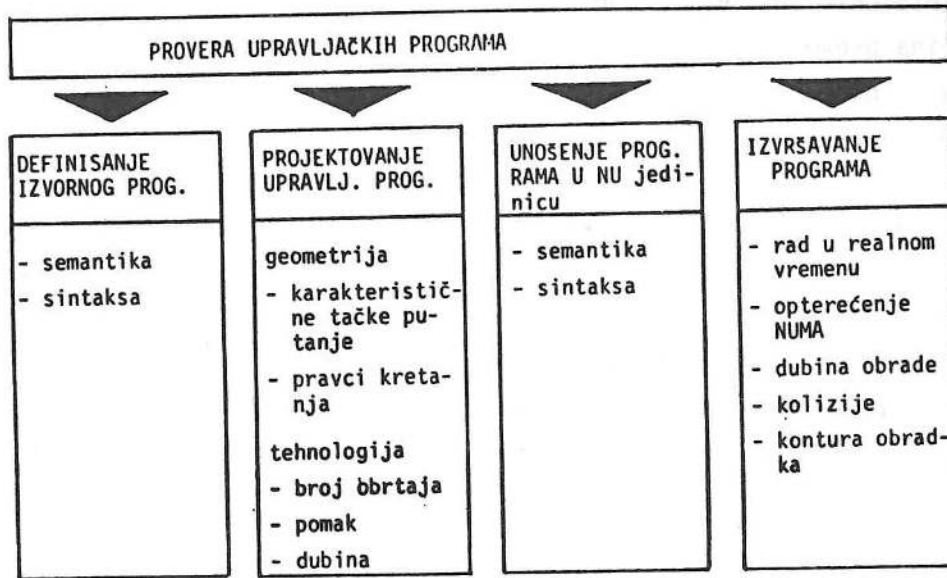 PROVERA UPRAVLJAČKIH PROGRAMA
DEFINISANJE
IZVORNOG PROG.
- semantika
- sintaksa
PROJEKTOVANJE
UPRAVLJ. PROG.
geometrija
- karakteristič-
ne tačke pu-
tanje
- pravci kreta-
nja
tehnologija
- broj obrtaja
- pomak
- dubina
UNOŠENJE PROG.
RAMA U NU jedi-
nicu
- semantika
- sintaksa
IZVRŠAVANJE
PROGRAMA
- rad u realnom
vremenu
- opterećenje
NUMA
- dubina obrade
- kolizije
- kontura obrad-
ka